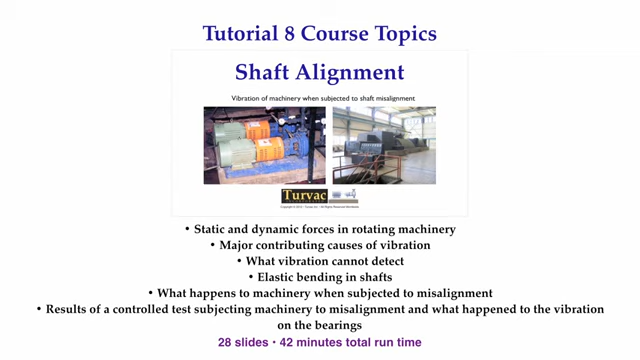 Tutorial 8 Course Topics
Shaft Alignment
Vibration of machinery when subjected to shaft misalignment
Turvac
• Static and dynamic forces in rotating machinery
• Major contributing causes of vibration
• What vibration cannot detect
• Elastic bending in shafts
• What happens to machinery when subjected to misalignment
• Results of a controlled test subjecting machinery to misalignment and what happened to the vibration
on the bearings
28 slides • 42 minutes total run time